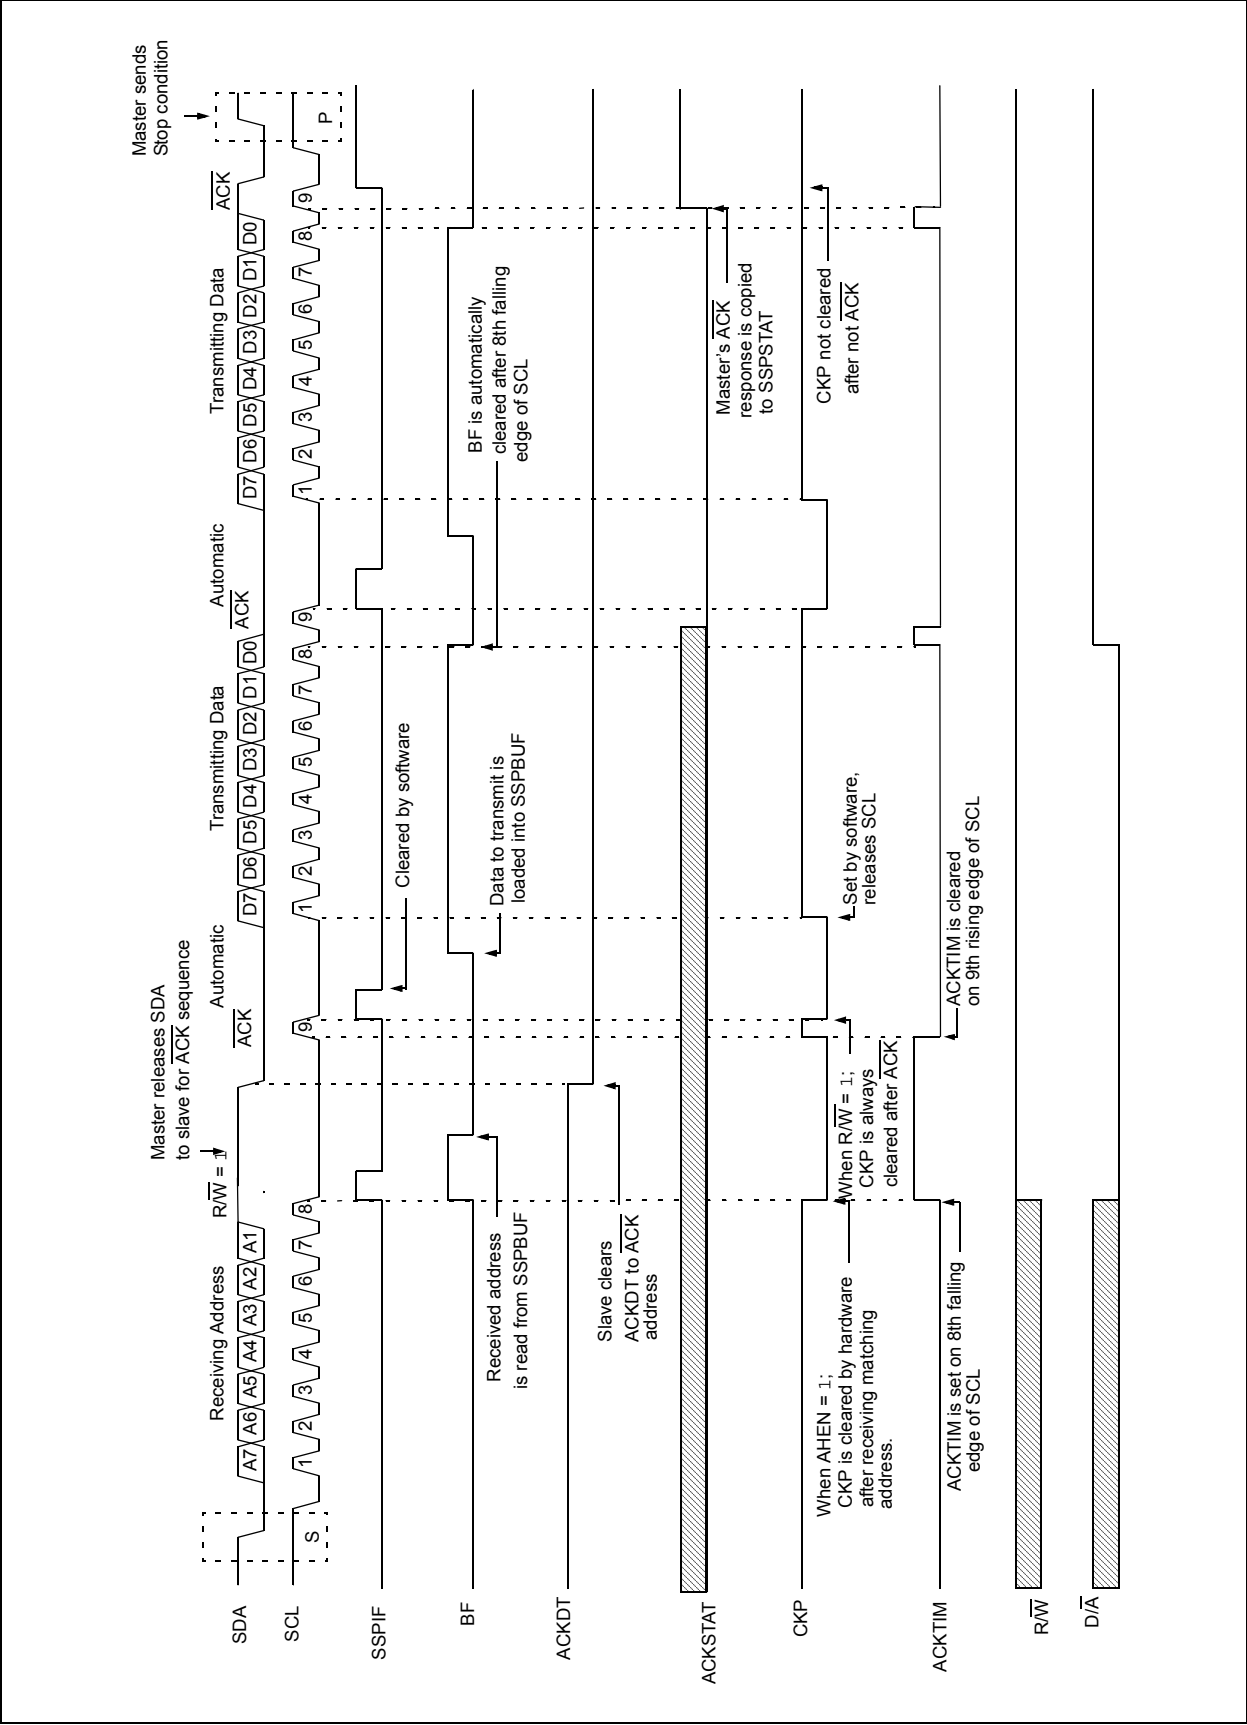 Master releases SDA
to slave for ACK sequence
Master sends
Stop condition
Receiving Address
R/W = 1
ACK
Automatic
Transmitting Data
ACK
Automatic
Transmitting Data
ACK
SDA
A7 A6 A5 A4 A3 A2 A1
D7 D6 D5 D4 D3 D2 D1 D0
D7 D6 D5 D4 D3 D2 D1 D0
SCL
S
1 2 3 4 5 6 7 8 9
1 2 3 4 5 6 7 8 9
1 2 3 4 5 6 7 8 9
P
SSPIF
Cleared by software
BF
Received address
is read from SSPBUF
Data to transmit is
loaded into SSPBUF
BF is automatically
cleared after 8th falling
edge of SCL
ACKDT
Slave clears
ACKDT to ACK
address
ACKSTAT
Master's ACK
response is copied
to SSPSTAT
CKP
When AHEN = 1;
CKP is cleared by hardware
after receiving matching
address.
When R/W = 1;
CKP is always
cleared after ACK
Set by software,
releases SCL
CKP not cleared
after not ACK
ACKTIM
ACKTIM is set on 8th falling
edge of SCL
ACKTIM is cleared
on 9th rising edge of SCL
R/W
D/A